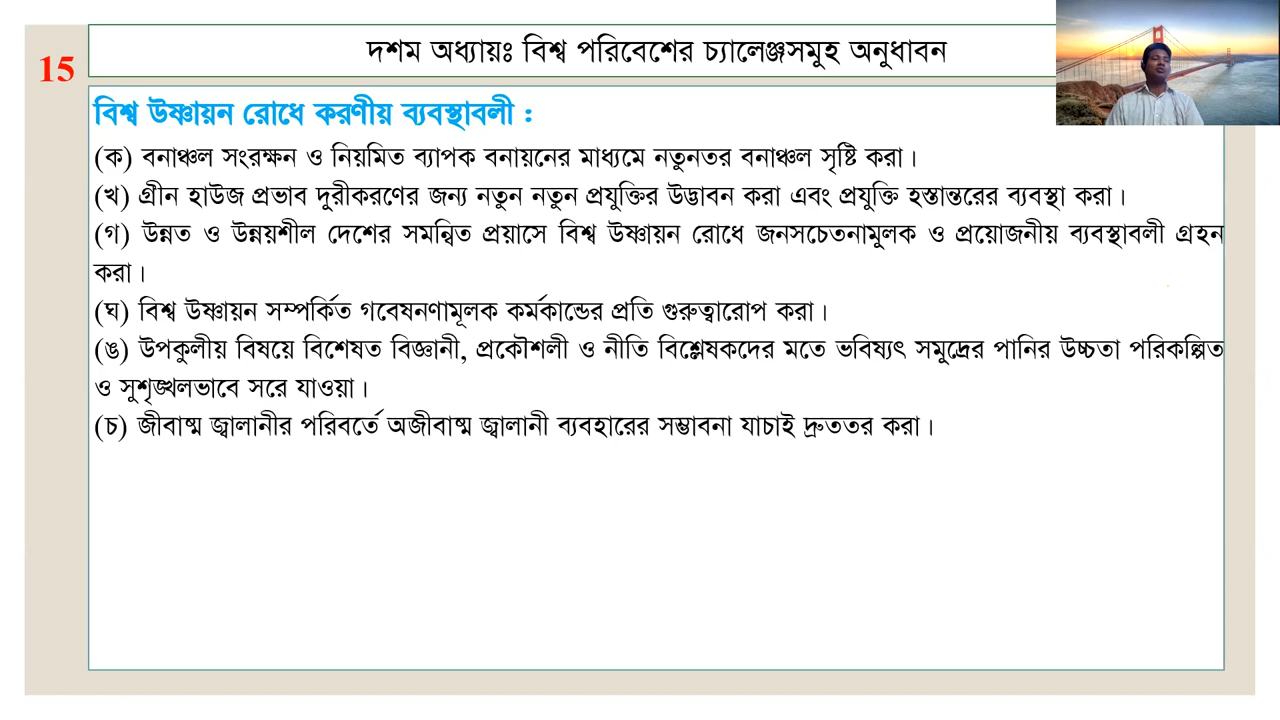 15
দশম অধ্যায়ঃ বিশ্ব পরিবেশের চ্যালেঞ্জসমুহ অনুধাবন
বিশ্ব উষ্ণায়ন রোধে করণীয় ব্যবস্থাবলী :
(ক) বনাঞ্চল সংরক্ষন ও নিয়মিত ব্যাপক বনায়নের মাধ্যমে নতুনতর বনাঞ্চল সৃষ্টি করা।
(খ) গ্রীন হাউজ প্রভাব দুরীকরণের জন্য নতুন নতুন প্রযুক্তির উদ্ভাবন করা এবং প্রযুক্তি হস্তান্তরের ব্যবস্থা করা।
(গ) উন্নত ও উন্নয়শীল দেশের সমন্বিত প্রয়াসে বিশ্ব উষ্ণায়ন রোধে জনসচেতনামুলক ও প্রয়োজনীয় ব্যবস্থাবলী গ্রহন
করা।
(ঘ) বিশ্ব উষ্ণায়ন সম্পর্কিত গবেষনণামূলক কর্মকান্ডের প্রতি গুরুত্বারোপ করা।
(ঙ) উপকুলীয় বিষয়ে বিশেষত বিজ্ঞানী, প্রকৌশলী ও নীতি বিশ্লেষকদের মতে ভবিষ্যৎ সমুদ্রের পানির উচ্চতা পরিকল্পিত
ও সুশৃঙ্খলভাবে সরে যাওয়া।
(চ) জীবাষ্ম জ্বালানীর পরিবর্তে অজীবাষ্ম জ্বালানী ব্যবহারের সম্ভাবনা যাচাই দ্রুততর করা।